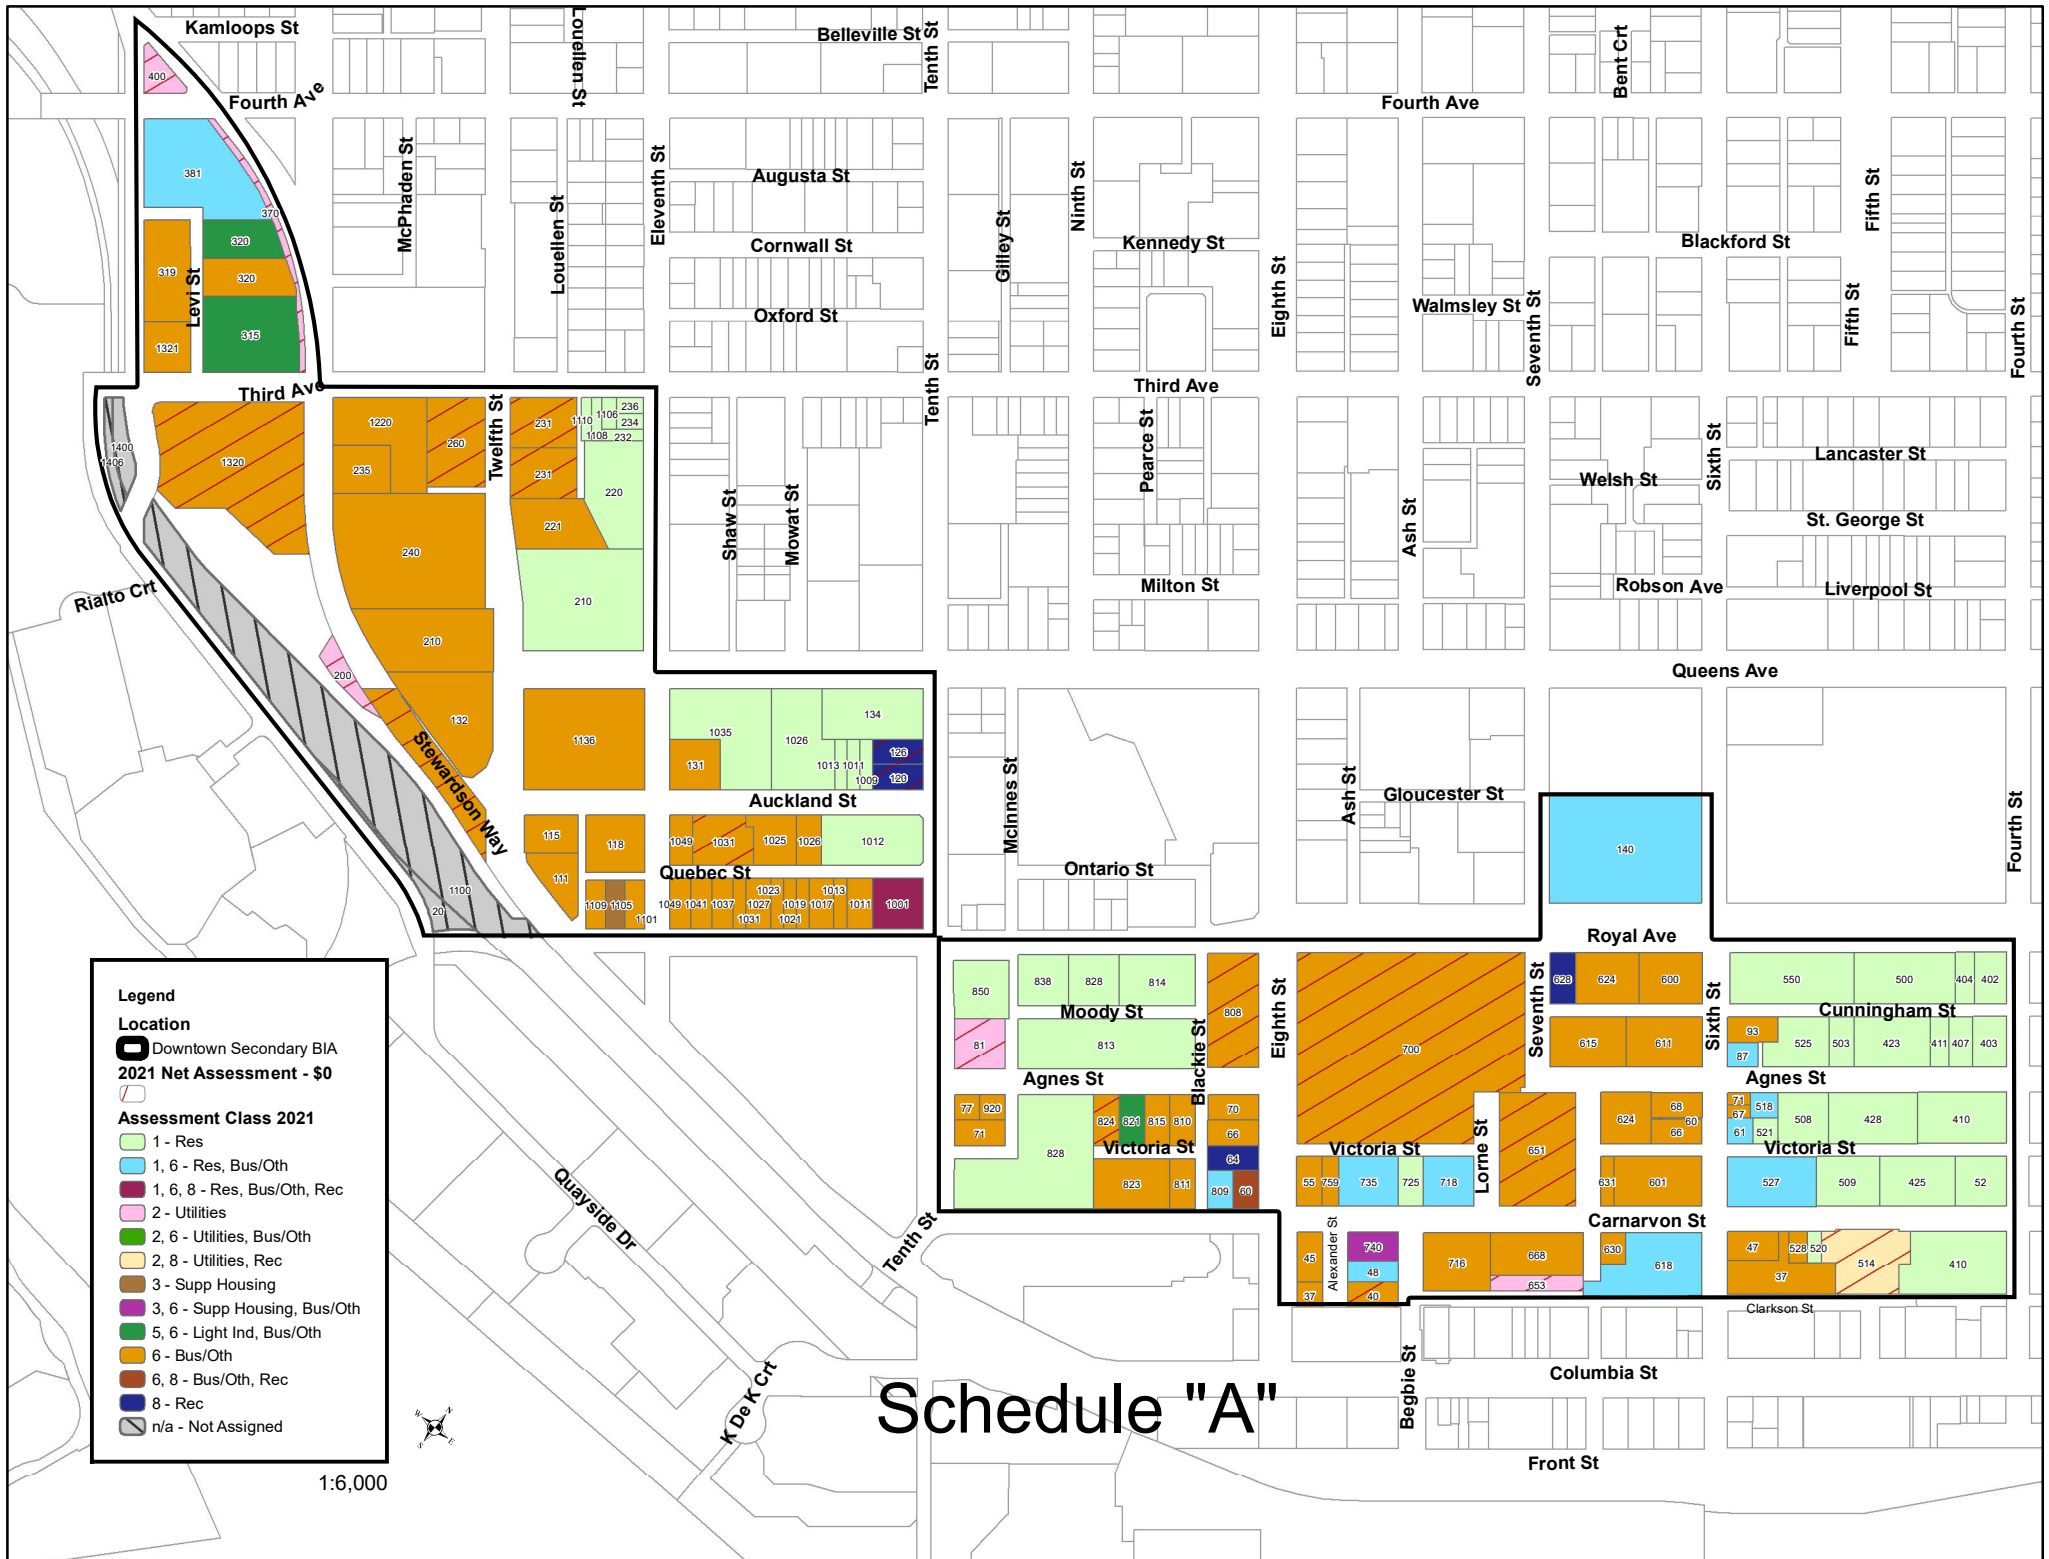 Kamloops St
Louellen St
Belleville St
Tenth St
Bent Crt
400
Fourth Ave
Fourth Ave
McPhaden St
Eleventh St
381
Augusta St
Ninth St
Fifth St
370
320
Louellen St
Cornwall St
Gilley St
Kennedy St
Eighth St
Blackford St
319
Levi St
320
Oxford St
Walmsley St
Seventh St
Fifth St
Fourth St
1321
315
Third Ave
Tenth St
Third Ave
1400
1406
1320
1220
260
Twelfth St
231
1110
1106
236
234
1108
232
235
231
220
Pearce St
Sixth St
Lancaster St
Welsh St
221
Shaw St
Mowat St
Ash St
St. George St
240
Rialto Crt
210
Milton St
Robson Ave
Liverpool St
210
200
Queens Ave
132
Stewardson Way
1136
1035
1026
134
131
1013
1011
1009
126
120
McInnes St
Ash St
Gloucester St
Fourth St
Auckland St
115
118
1049
1031
1025
1026
1012
140
111
Quebec St
Ontario St
1100
20
1109
1105
1101
1049
1041
1037
1031
1027
1023
1021
1019
1017
1013
1011
1001
Royal Ave
850
838
828
814
808
Eighth St
700
Seventh St
628
624
600
Sixth St
550
500
404
402
Moody St
Cunningham St
81
813
Blackie St
615
611
93
87
525
503
423
411
407
403
Agnes St
Agnes St
77
920
71
828
824
821
815
810
70
66
Lorne St
651
624
68
60
66
71
67
61
518
521
508
428
410
Victoria St
Victoria St
Victoria St
64
823
811
809
60
55
759
735
725
718
631
601
527
509
425
52
Quayside Dr
Tenth St
Carnarvon St
45
Alexander St
740
48
37
40
716
668
653
630
618
47
528
520
37
514
410
Clarkson St
Legend
Location
Downtown Secondary BIA
2021 Net Assessment - $0
Assessment Class 2021
1 - Res
1, 6 - Res, Bus/Oth
1, 6, 8 - Res, Bus/Oth, Rec
2 - Utilities
2, 6 - Utilities, Bus/Oth
2, 8 - Utilities, Rec
3 - Supp Housing
3, 6 - Supp Housing, Bus/Oth
5, 6 - Light Ind, Bus/Oth
6 - Bus/Oth
6, 8 - Bus/Oth, Rec
8 - Rec
n/a - Not Assigned
1:6,000
W
N
S
E
K De K Crt
Schedule "A"
Begbie St
Columbia St
Front St